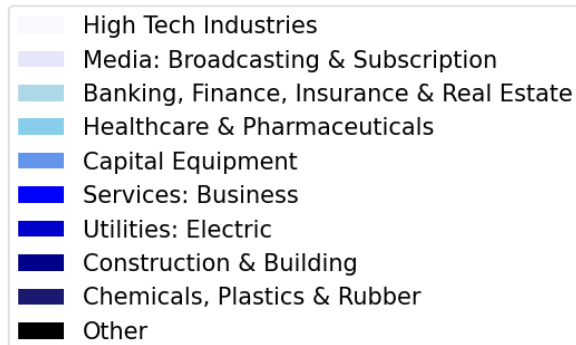 High Tech Industries
Media: Broadcasting & Subscription
Banking, Finance, Insurance & Real Estate
Healthcare & Pharmaceuticals
Capital Equipment
Services: Business
Utilities: Electric
Construction & Building
Chemicals, Plastics & Rubber
Other